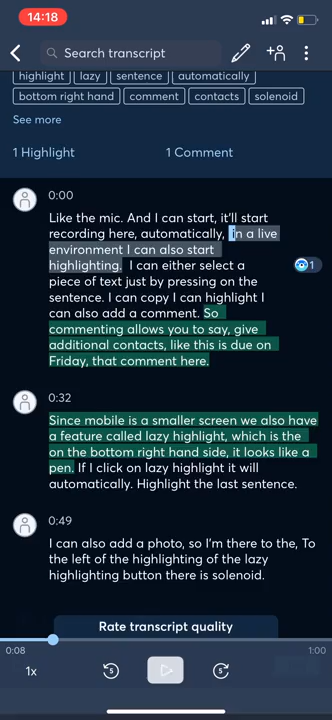 14:18
Search transcript
highlight lazy sentence automatically
bottom right hand comment contacts solenoid
See more
1 Highlight 1 Comment
0:00
Like the mic. And I can start, it'll start
recording here, automatically, in a live
environment I can also start
highlighting. I can either select a
1
piece of text just by pressing on the
sentence. I can copy I can highlight I
can also add a comment. So
commenting allows you to say, give
additional contacts, like this is due on
Friday, that comment here.
0:32
Since mobile is a smaller screen we also have
a feature called lazy highlight, which is the
on the bottom right hand side, it looks like a
pen. If I click on lazy highlight it will
automatically. Highlight the last sentence.
0:49
I can also add a photo, so I'm there to the, To
the left of the highlighting of the lazy
highlighting button there is solenoid.
Rate transcript quality
0:08 1:00
1x 5 5